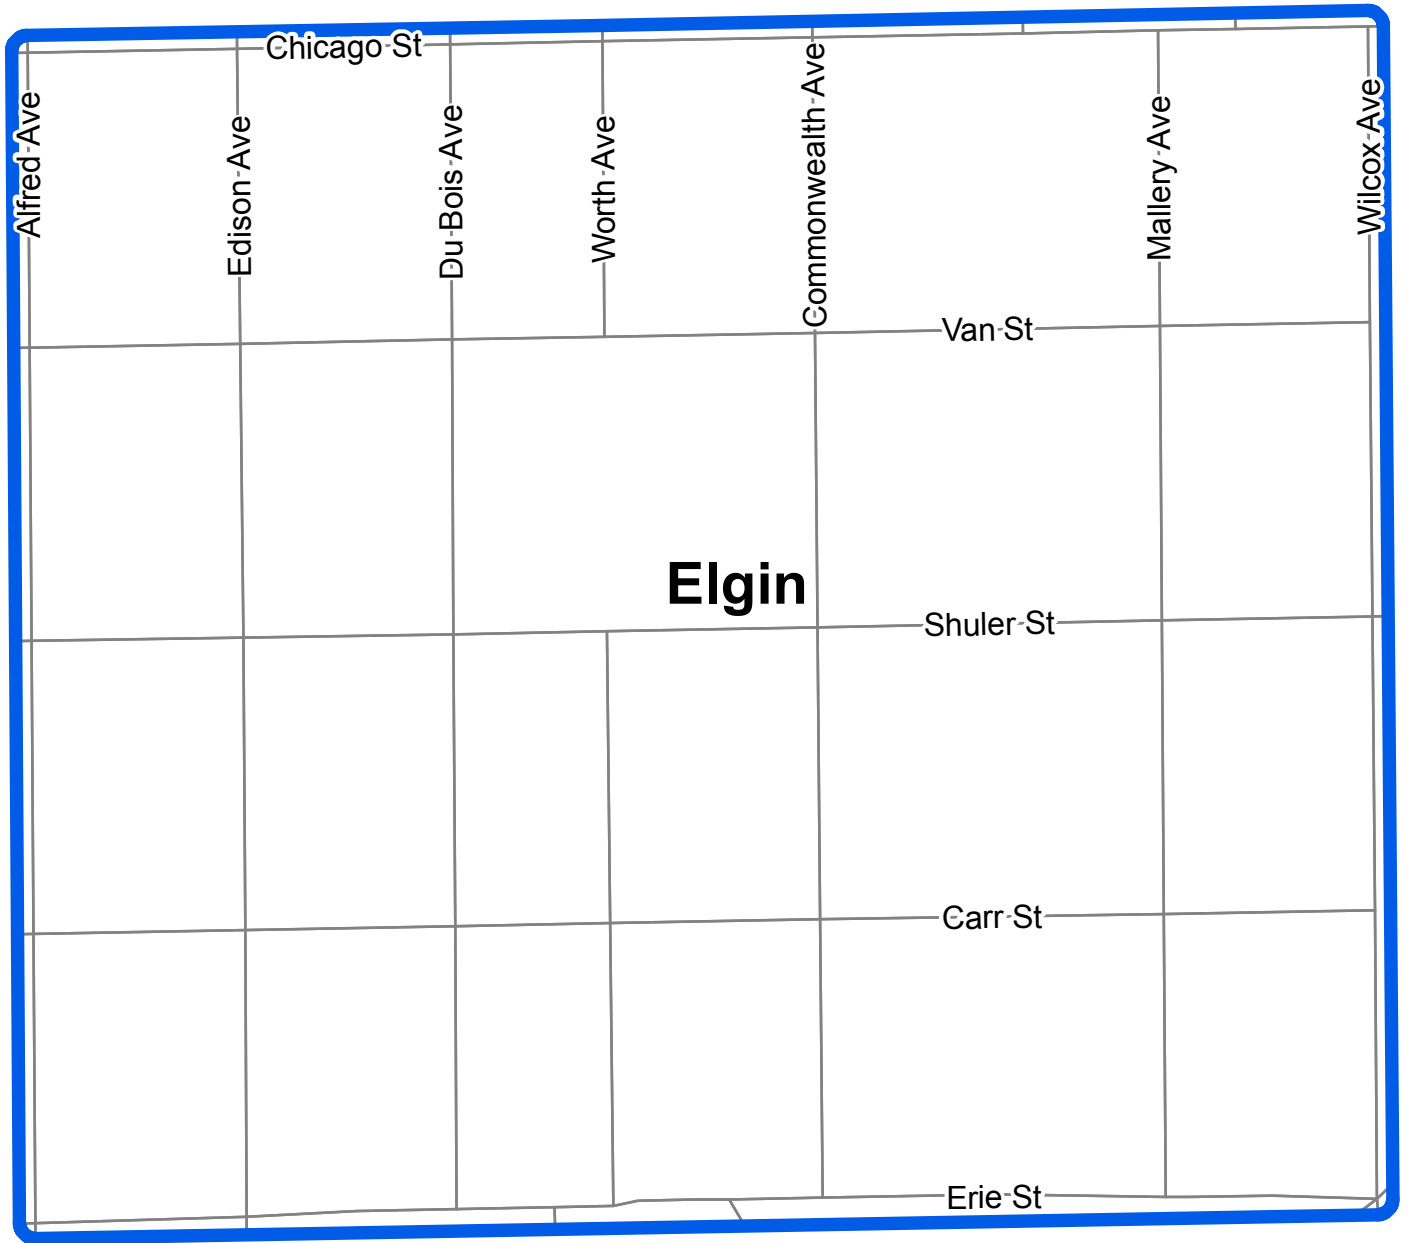 Chicago St
Alfred Ave
Edison Ave
Du Bois Ave
Worth Ave
Commonwealth Ave
Mallery Ave
Wilcox Ave
Van St
Elgin
Shuler St
Carr St
Erie St